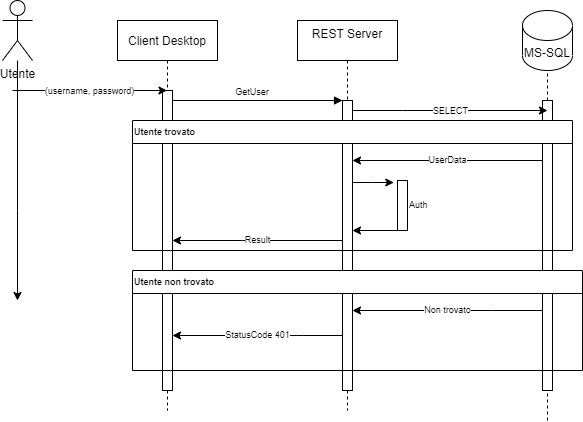 Client Desktop
REST Server
MS-SQL
Utente
(username, password)
GetUser
SELECT
Utente trovato
UserData
Auth
Result
Utente non trovato
Non trovato
StatusCode 401